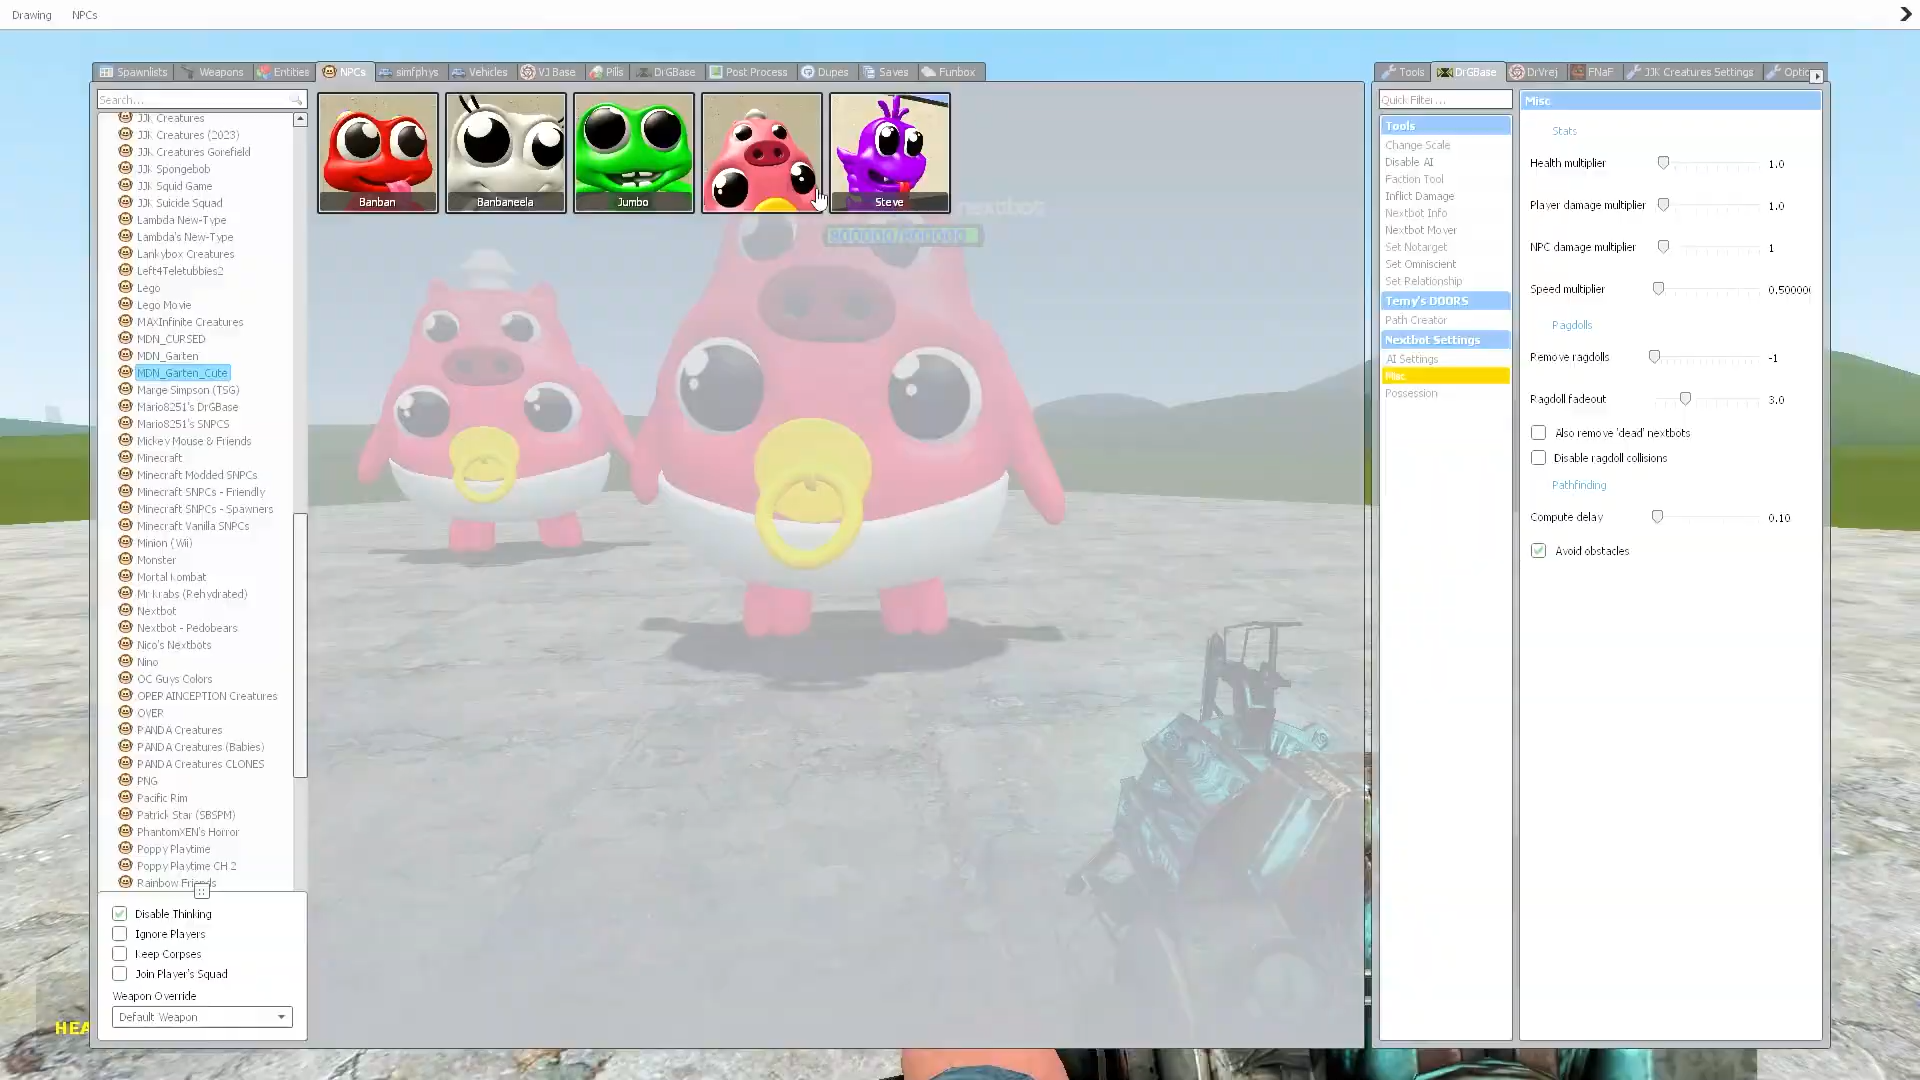 Drawing NPCs
Spawnlists Weapons Entities NPCs simfphys Vehicles VJ Base Pills DrGBase Post Process Dupes Saves Funbox
Search...
JJK Creatures
JJK Creatures (2023)
JJK Creatures Gorefield
JJK Spongebob
JJK Squid Game
JJK Suicide Squad
Lambda New-Type
Lambda's New-Type
Lankybox Creatures
Left4Teletubbies2
Lego
Lego Movie
MAXInfinite Creatures
MDN_CURSED
MDN_Garten
MDN_Garten_Cute
Marge Simpson (TSG)
Mario8251's DrGBase
Mario8251's SNPCS
Mickey Mouse & Friends
Minecraft
Minecraft Modded SNPCs
Minecraft SNPCs - Friendly
Minecraft SNPCs - Spawners
Minecraft Vanilla SNPCs
Minion (Wii)
Monster
Mortal Kombat
Mr Krabs (Rehydrated)
Nextbot
Nextbot - Pedobears
Nico's Nextbots
Nino
OC Guys Colors
OPERAINCEPTION Creatures
OVER
PANDA Creatures
PANDA Creatures (Babies)
PANDA Creatures CLONES
PNG
Pacific Rim
Patrick Star (SBSPM)
PhantomXEN's Horror
Poppy Playtime
Poppy Playtime CH 2
Rainbow Friends
Disable Thinking
Ignore Players
Keep Corpses
Join Player's Squad
Weapon Override
Default Weapon
HEA
Banban
Banbaneela
Jumbo
Steve
nextbot
800000/800000
Tools DrGBase DrVrej FNaF JJK Creatures Settings Optio
Quick Filter...
Tools
Change Scale
Disable AI
Faction Tool
Inflict Damage
Nextbot Info
Nextbot Mover
Set Notarget
Set Omniscient
Set Relationship
Temy's DOORS
Path Creator
Nextbot Settings
AI Settings
Misc
Possession
Misc
Stats
Health multiplier 1.0
Player damage multiplier 1.0
NPC damage multiplier 1
Speed multiplier 0.50000
Ragdolls
Remove ragdolls -1
Ragdoll fadeout 3.0
Also remove 'dead' nextbots
Disable ragdoll collisions
Pathfinding
Compute delay 0.10
Avoid obstacles